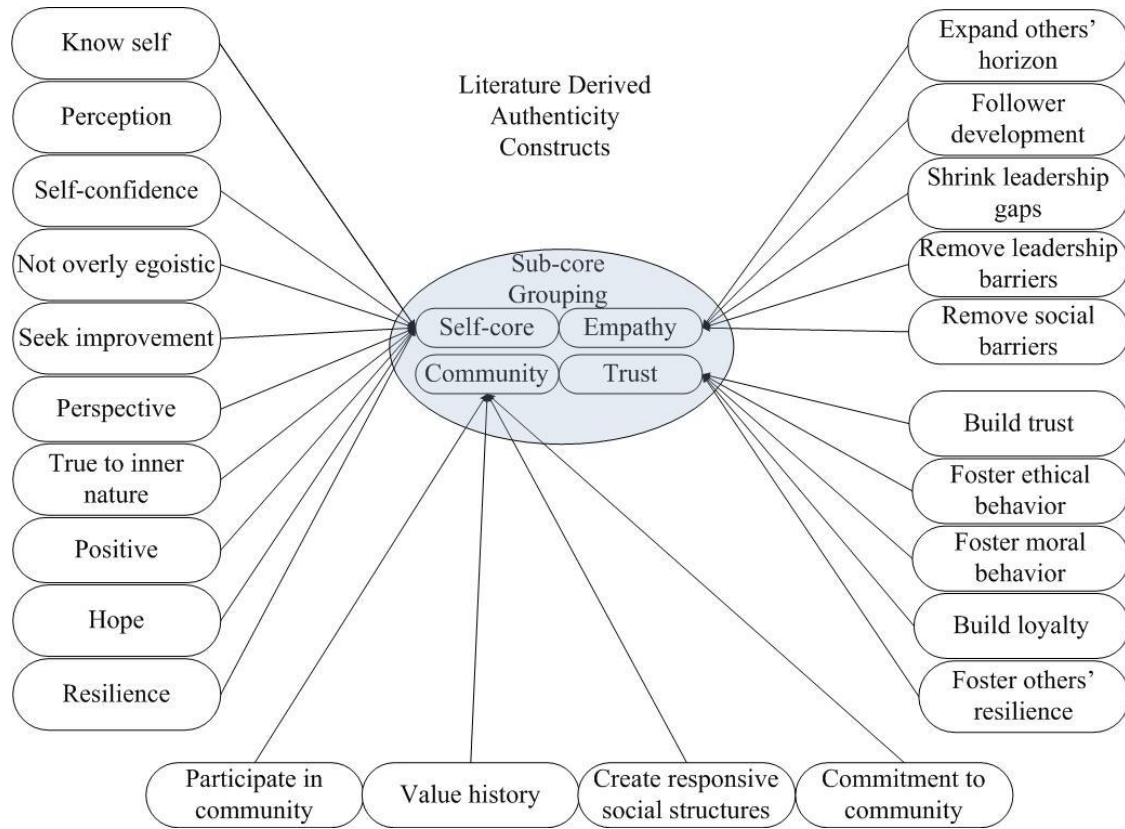 Know self
Perception
Self-confidence
Not overly egoistic
Seek improvement
Perspective
True to inner
nature
Positive
Hope
Resilience
Literature Derived
Authenticity
Constructs
Sub-core
Grouping
Self-core
Empathy
Community
Trust
Expand others'
horizon
Follower
development
Shrink leadership
gaps
Remove leadership
barriers
Remove social
barriers
Build trust
Foster ethical
behavior
Foster moral
behavior
Build loyalty
Foster others'
resilience
Participate in
community
Value history
Create responsive
social structures
Commitment to
community